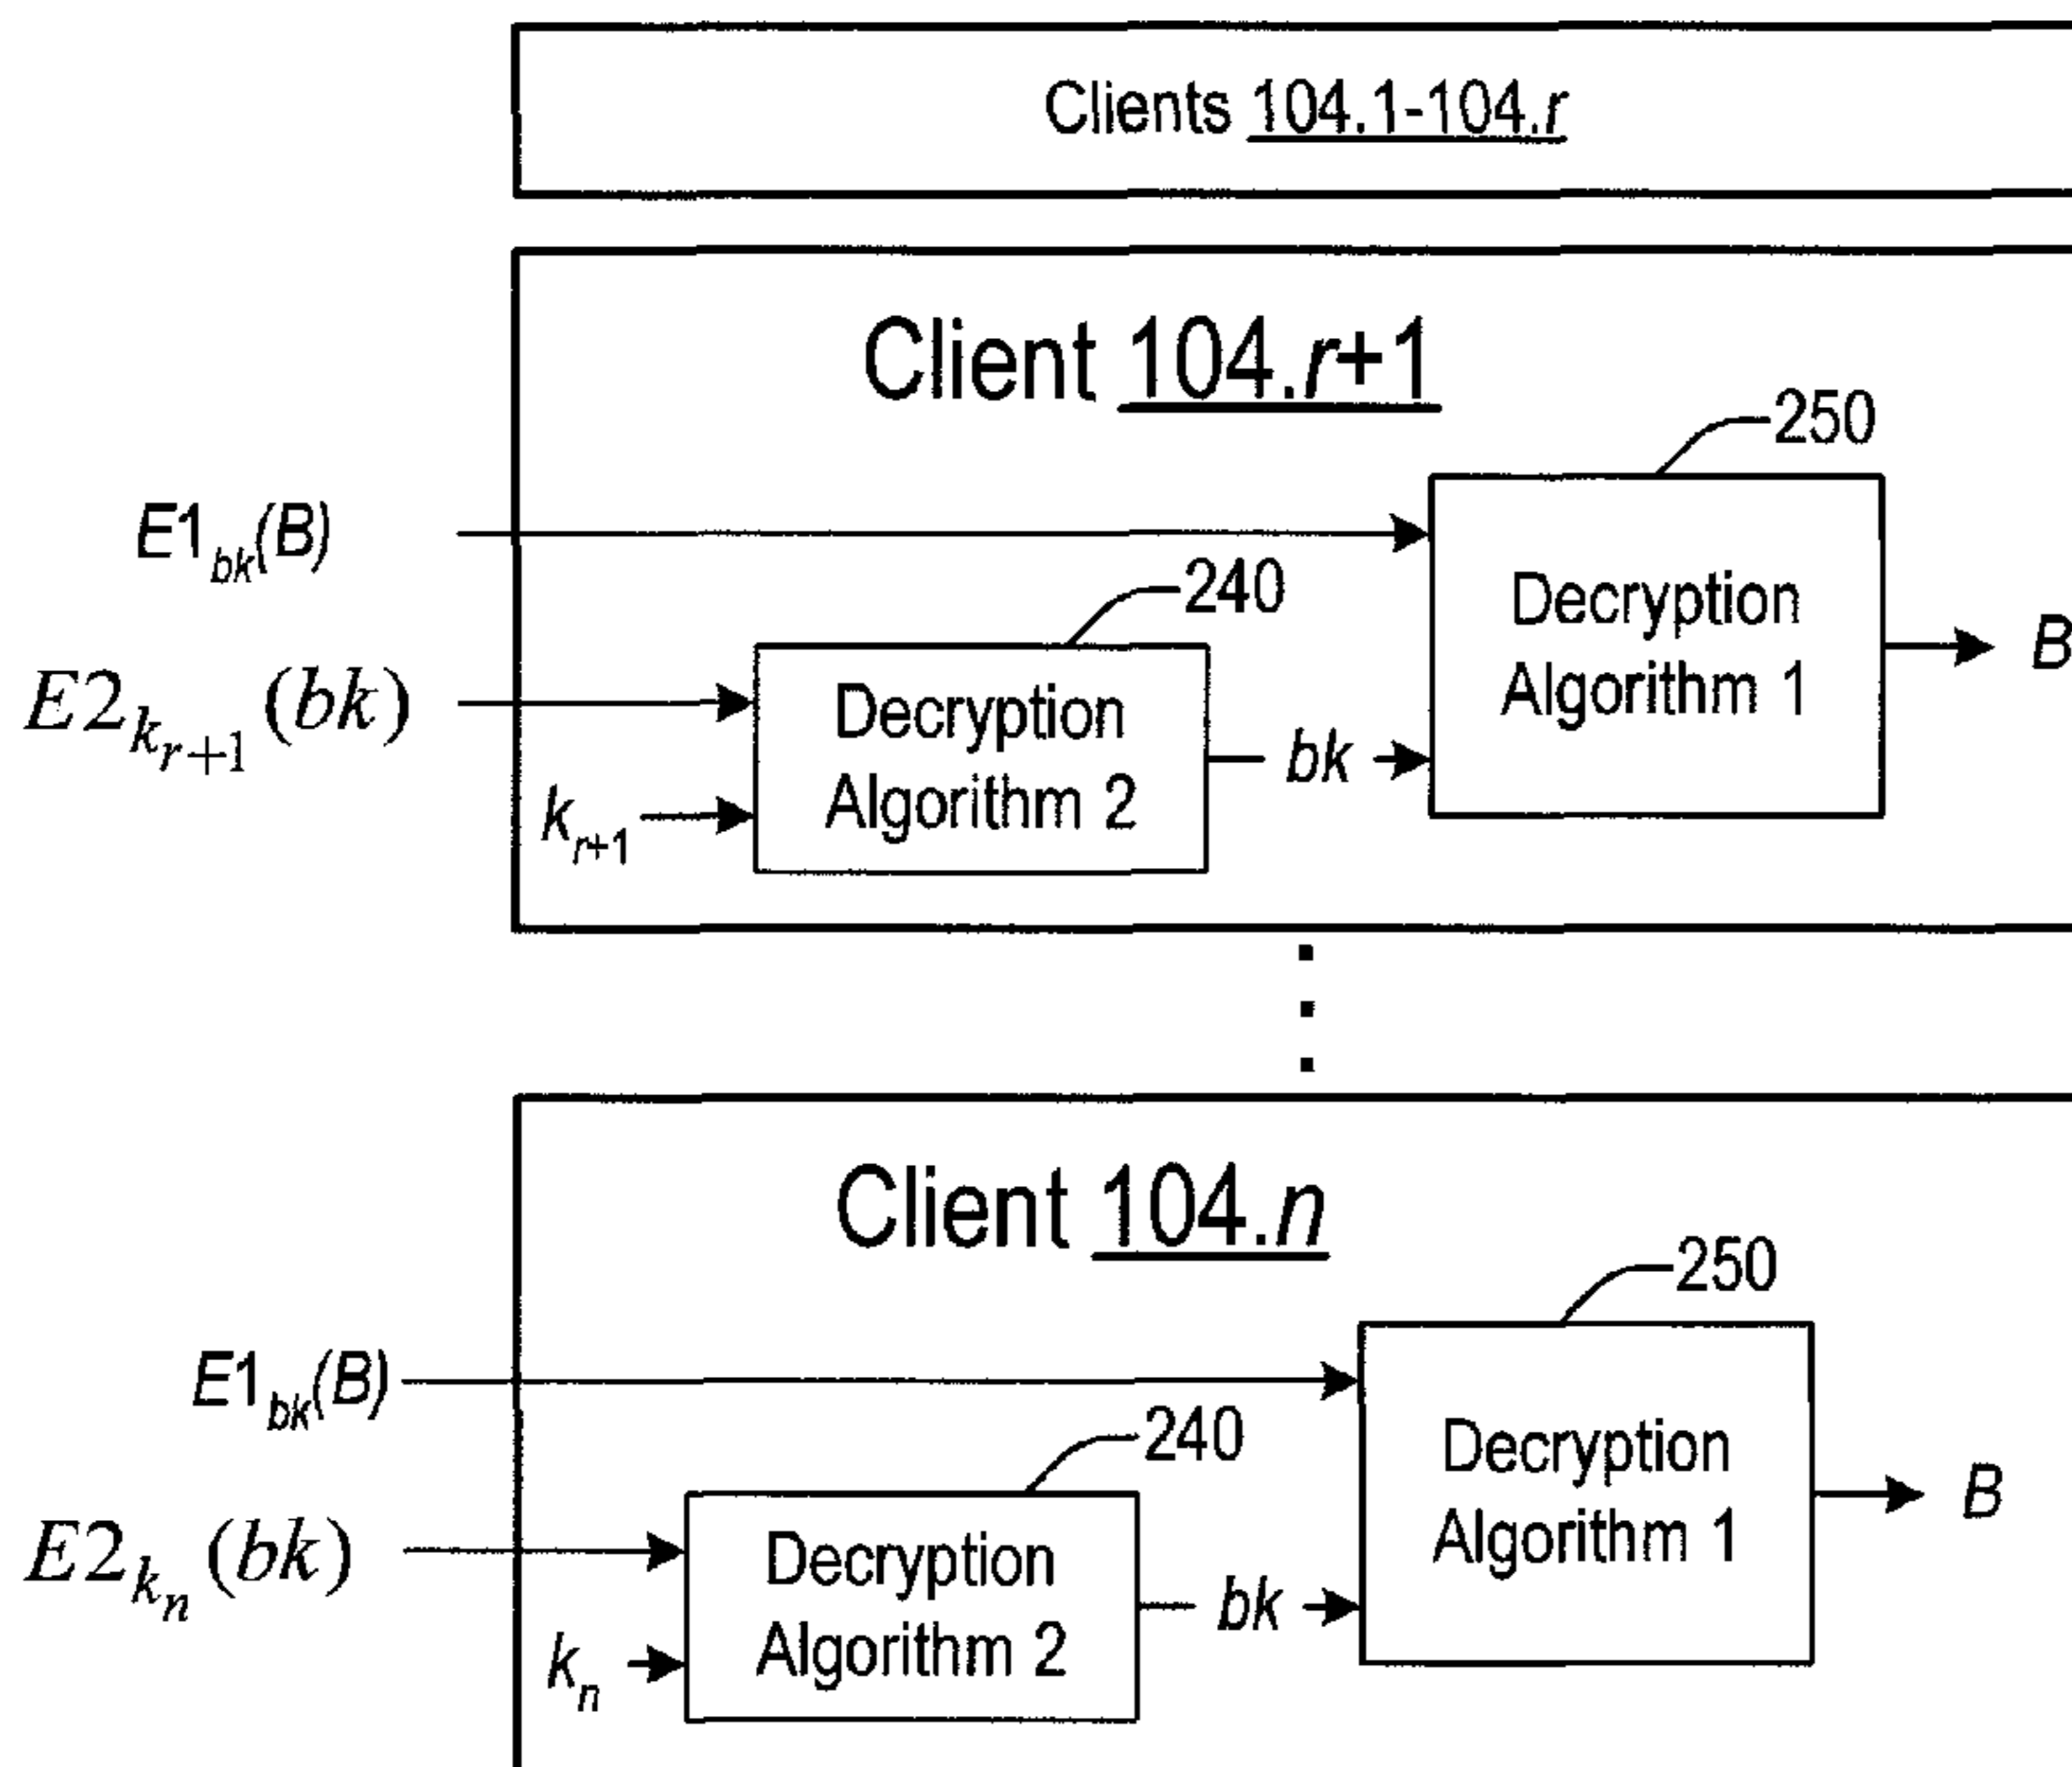 Clients 104.1-104.r
Client 104.r+1
250
E1bk(B)
240
Decryption
Algorithm 1
B
E2kr+1(bk)
Decryption
Algorithm 2
bk
kr+1
Client 104.n
250
E1bk(B)
240
Decryption
Algorithm 1
B
E2kn(bk)
Decryption
Algorithm 2
bk
kn